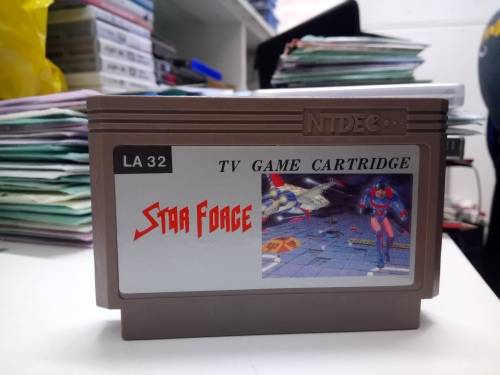 NTDEC
LA 32
TV GAME CARTRIDGE
STAR FORCE